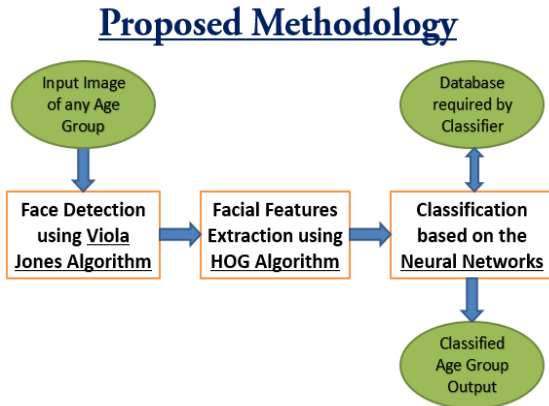 Proposed Methodology
Input Image
of any Age
Group
Database
required by
Classifier
Face Detection
using Viola
Jones Algorithm
Facial Features
Extraction using
HOG Algorithm
Classification
based on the
Neural Networks
Classified
Age Group
Output